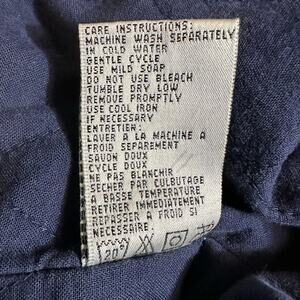 CARE INSTRUCTIONS:
MACHINE WASH SEPARATELY
IN COLD WATER
GENTLE CYCLE
USE MILD SOAP
DO NOT USE BLEACH
TUMBLE DRY LOW
REMOVE PROMPTLY
USE COOL IRON
IF NECESSARY
ENTRETIEN:
LAVER A LA MACHINE A
FROID SEPAREMENT
SAVON DOUX
CYCLE DOUX
NE PAS BLANCHIR
SECHER PAR CULBUTAGE
A BASSE TEMPERATURE
RETIRER IMMEDIATEMENT
REPASSER A FROID SI
NECESSAIRE.
20°